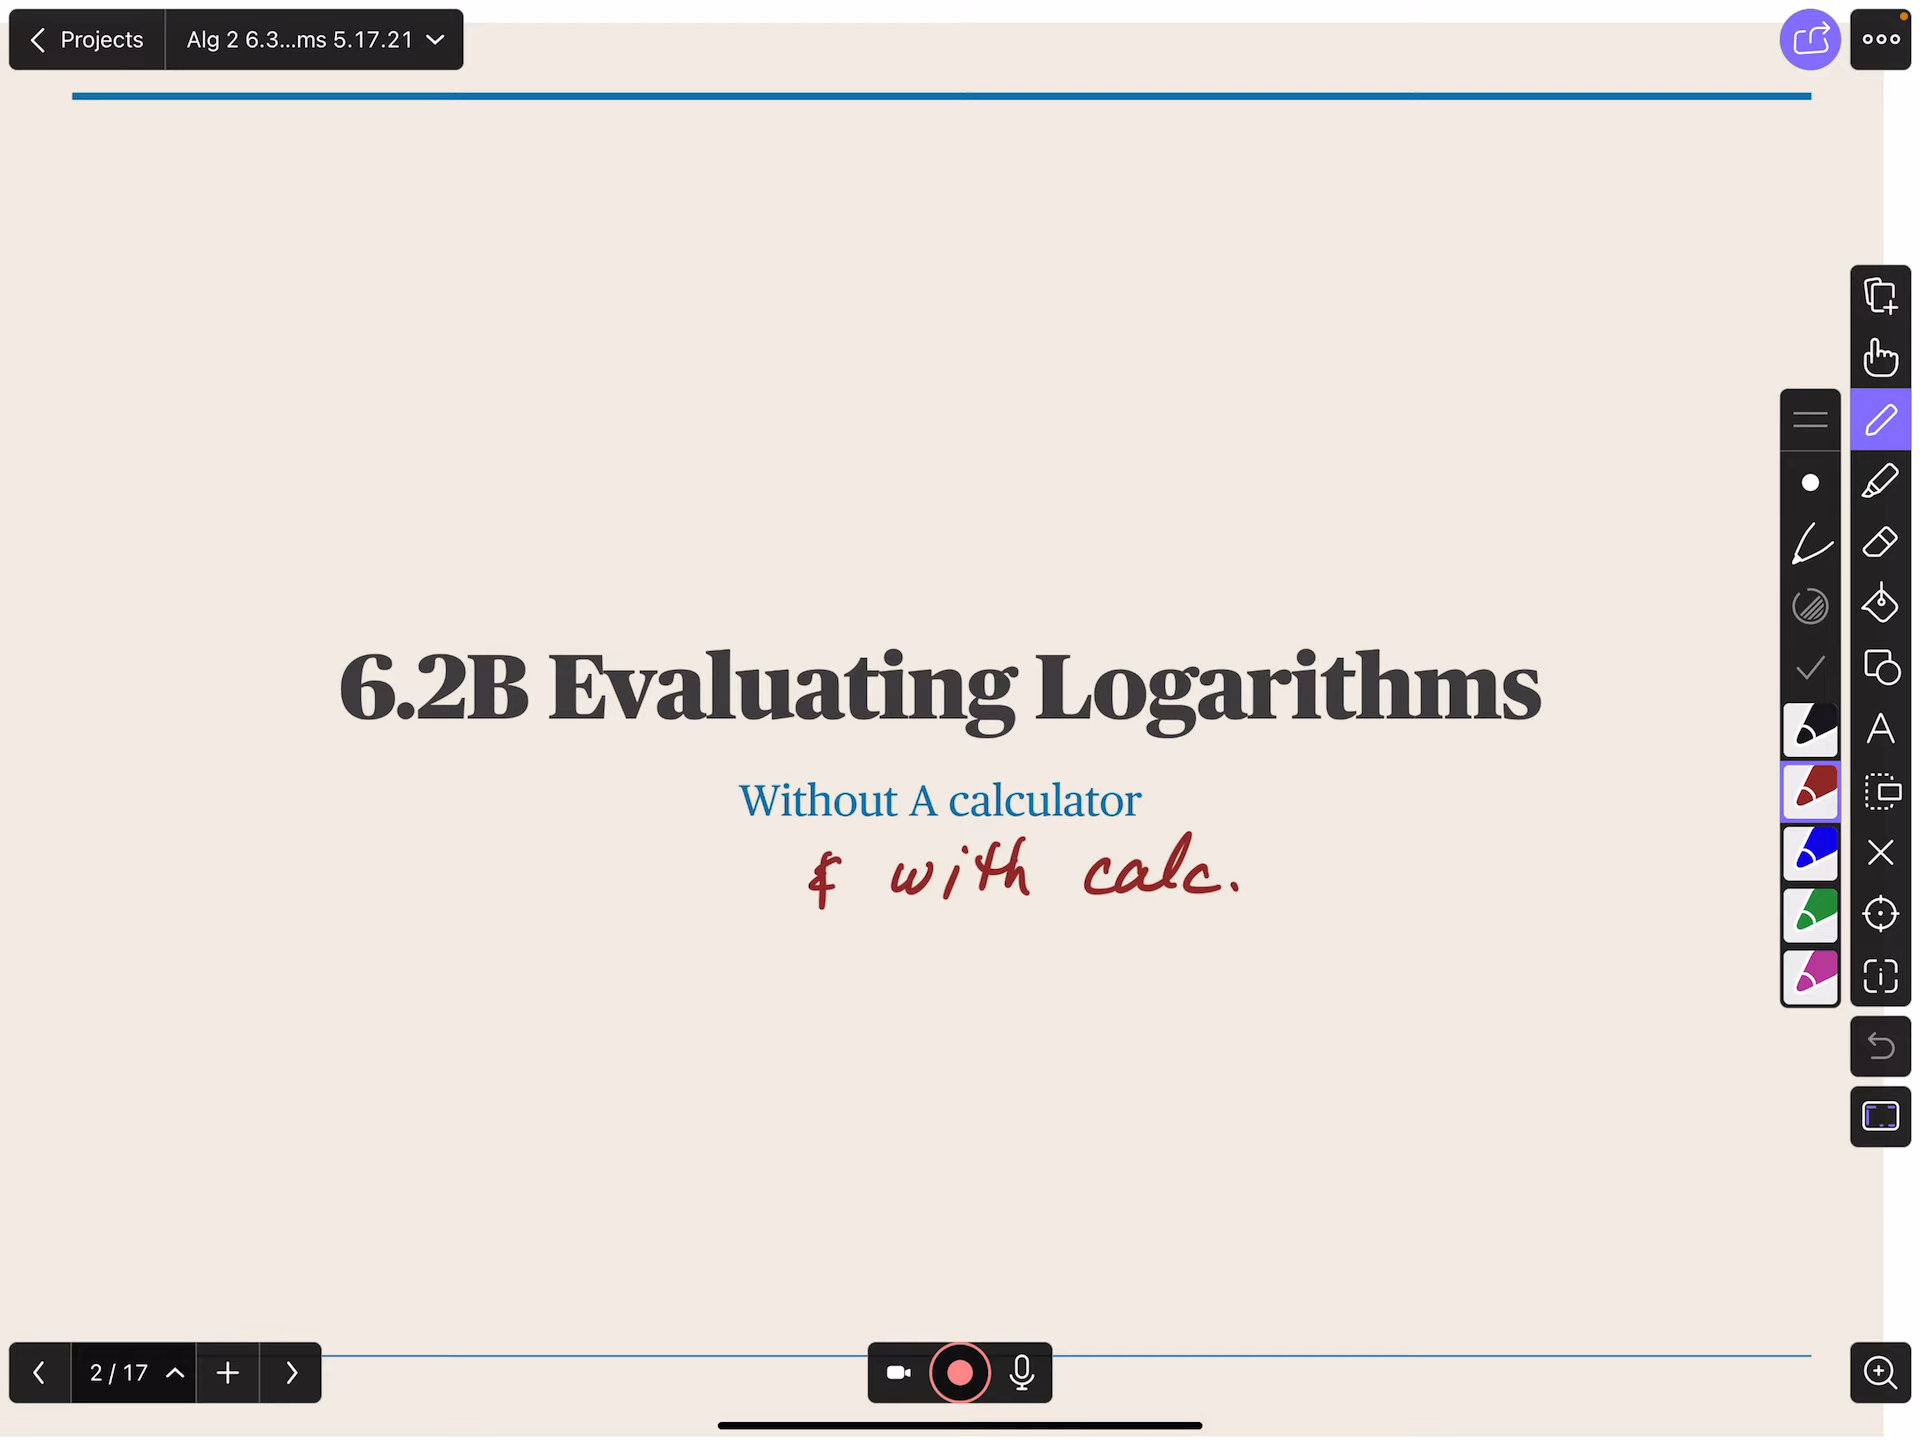 Projects
Alg 2 6.3...ms 5.17.21
6.2B Evaluating Logarithms
Without A calculator
& with calc.
2 / 17